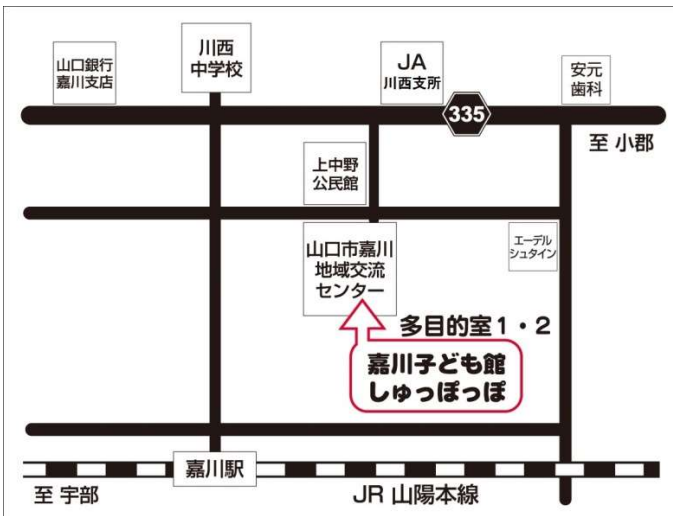 山口銀行
嘉川支店
川西
中学校
JA
川西支所
安元
歯科
335
至 小郡
上中野
公民館
山口市嘉川
地域交流
センター
エーデル
シュタイン
多目的室1・2
嘉川子ども館
しゅっぽっぽ
嘉川駅
至 宇部
JR 山陽本線